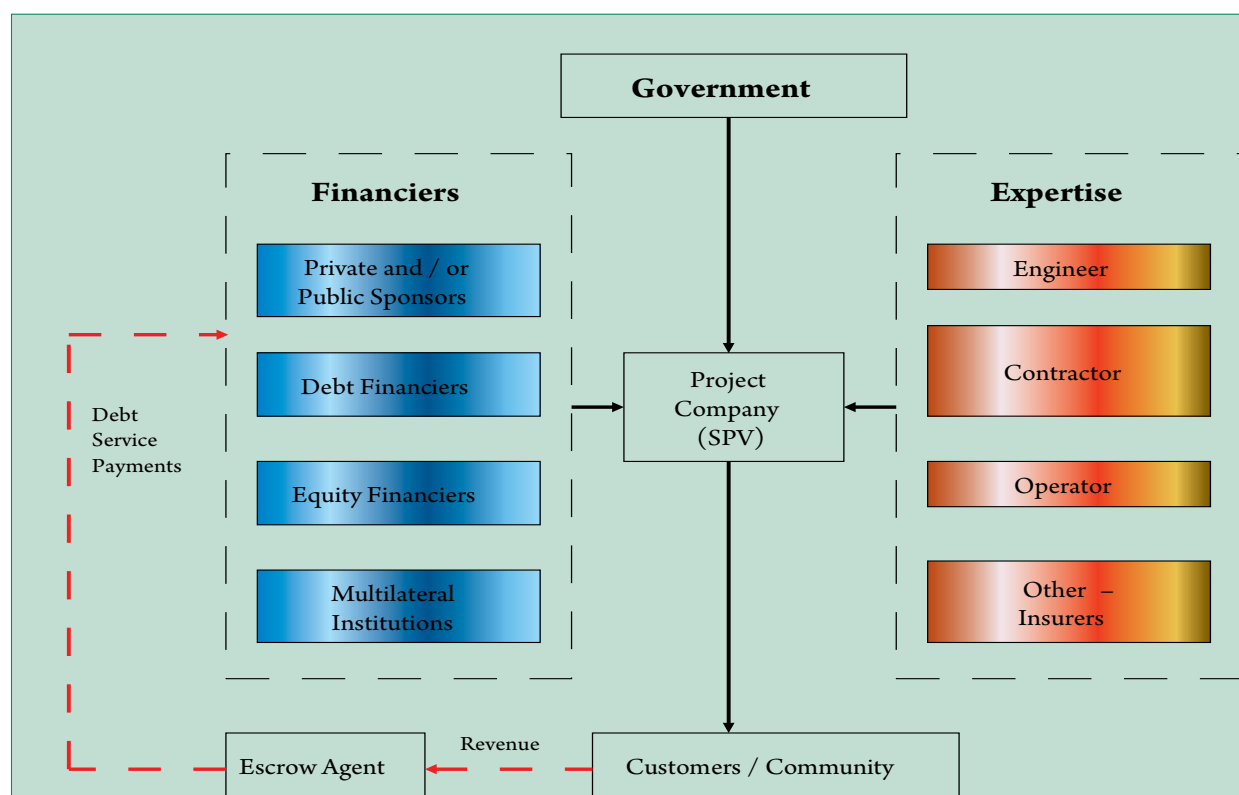 Government
Financiers
Private and / or
Public Sponsors
Debt Financiers
Equity Financiers
Multilateral
Institutions
Project
Company
(SPV)
Expertise
Engineer
Contractor
Operator
Other –
Insurers
Debt
Service
Payments
Escrow Agent
Revenue
Customers / Community